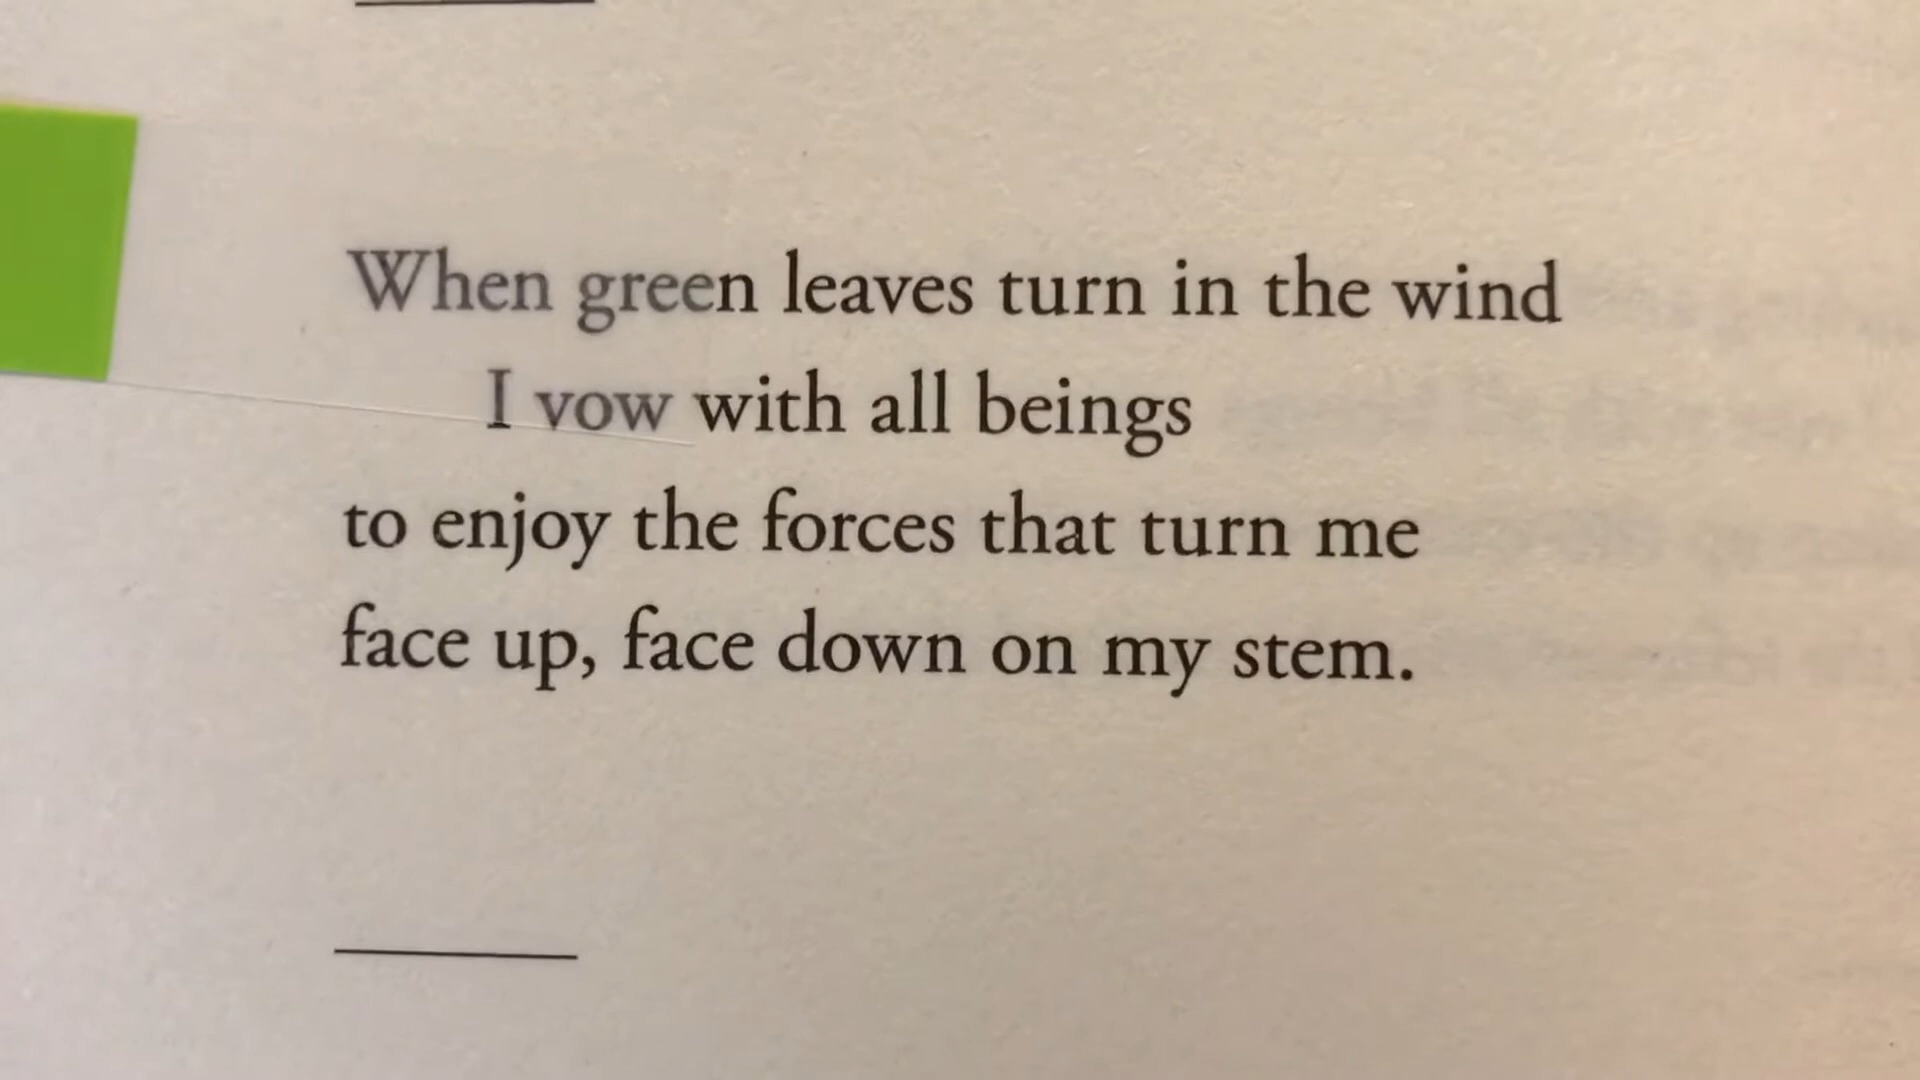 When green leaves turn in the wind
I vow with all beings
to enjoy the forces that turn me
face up, face down on my stem.